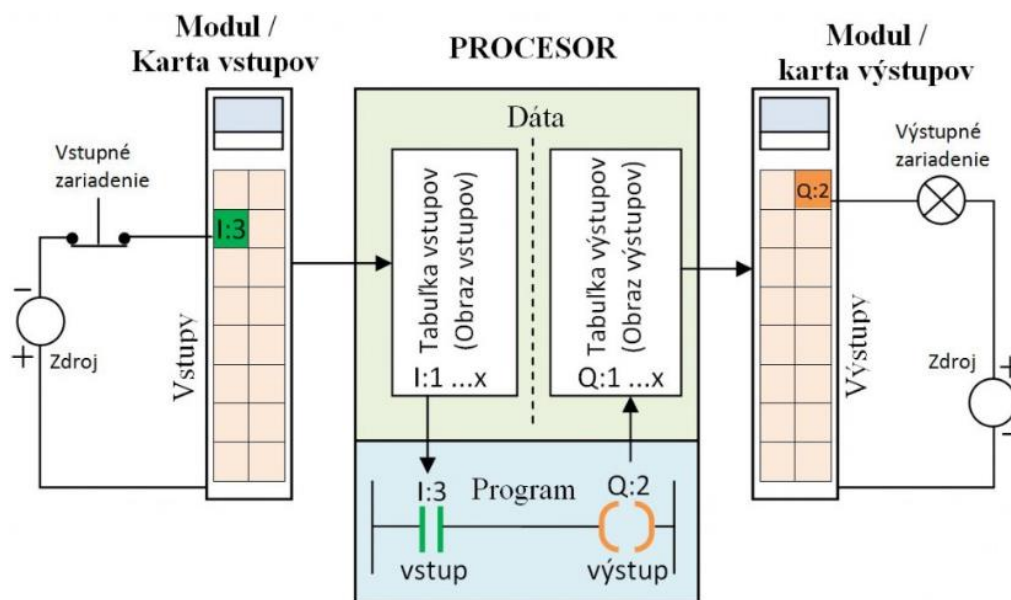 Modul /
Karta vstupov
Vstupné
zariadenie
I:3
-
+
Zdroj
Vstupy
PROCESOR
Dáta
Tabuľka vstupov
(Obraz vstupov)
I:1 ...x
Tabuľka výstupov
(Obraz výstupov)
Q:1 ...x
I:3
Program
Q:2
vstup
výstup
Modul /
karta výstupov
Q:2
Výstupné
zariadenie
Výstupy
Zdroj
+
-